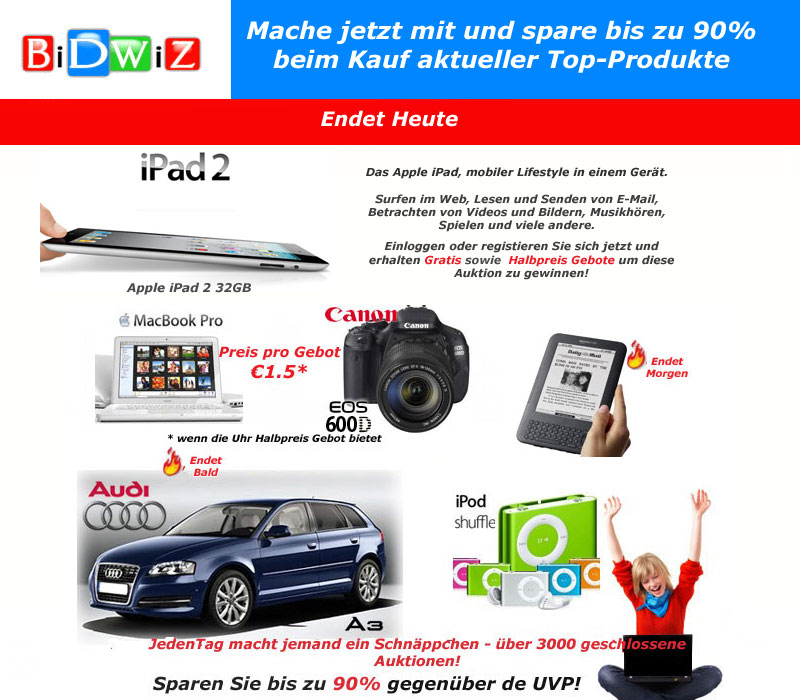 BiDWiZ
Mache jetzt mit und spare bis zu 90%
beim Kauf aktueller Top-Produkte
Endet Heute
iPad 2
Das Apple iPad, mobiler Lifestyle in einem Gerät.
Surfen im Web, Lesen und Senden von E-Mail,
Betrachten von Videos und Bildern, Musikhören,
Spielen und viele andere.
Einloggen oder registieren Sie sich jetzt und
erhalten Gratis sowie Halbpreis Gebote um diese
Auktion zu gewinnen!
Apple iPad 2 32GB
MacBook Pro
Preis pro Gebot
€1.5*
Canon
Canon
EOS
600D
Daily Mail
Endet
Morgen
* wenn die Uhr Halbpreis Gebot bietet
Endet
Bald
Audi
A3
iPod
shuffle
JedenTag macht jemand ein Schnäppchen - über 3000 geschlossene
Auktionen!
Sparen Sie bis zu 90% gegenüber de UVP!